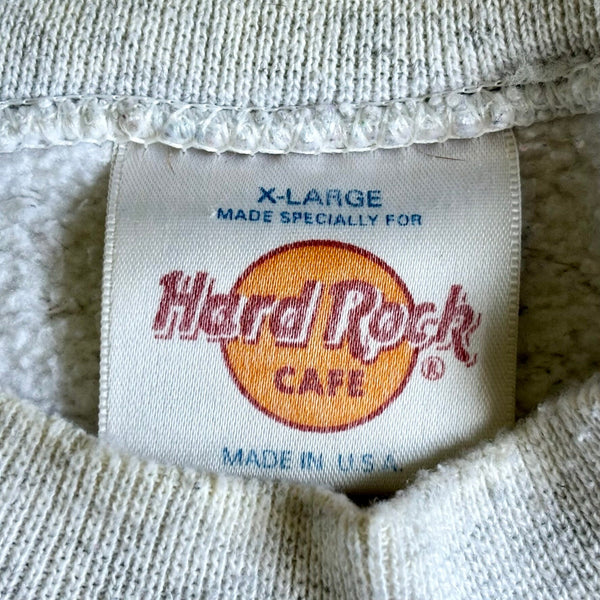 X-LARGE
MADE SPECIALLY FOR
Hard Rock
CAFE
®
MADE IN U.S.A.